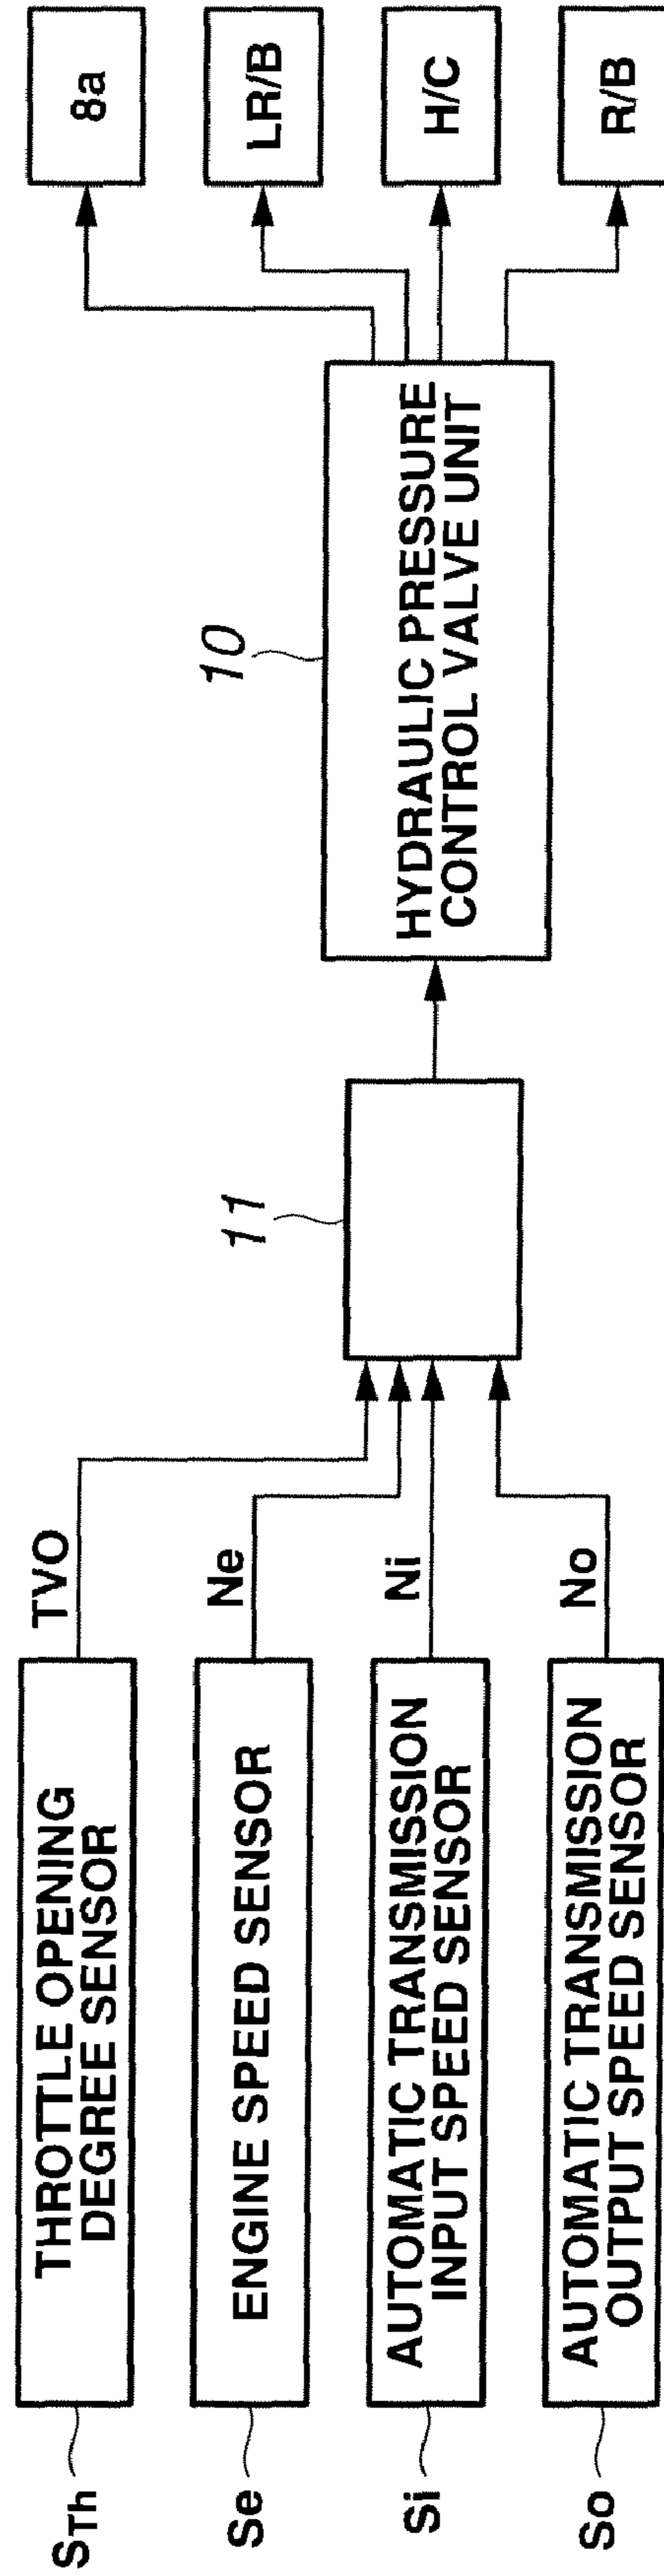 STh
THROTTLE OPENING
DEGREE SENSOR
TVO
Se
ENGINE SPEED SENSOR
Ne
Si
AUTOMATIC TRANSMISSION
INPUT SPEED SENSOR
Ni
So
AUTOMATIC TRANSMISSION
OUTPUT SPEED SENSOR
No
11
10
HYDRAULIC PRESSURE
CONTROL VALVE UNIT
8a
LR/B
H/C
R/B